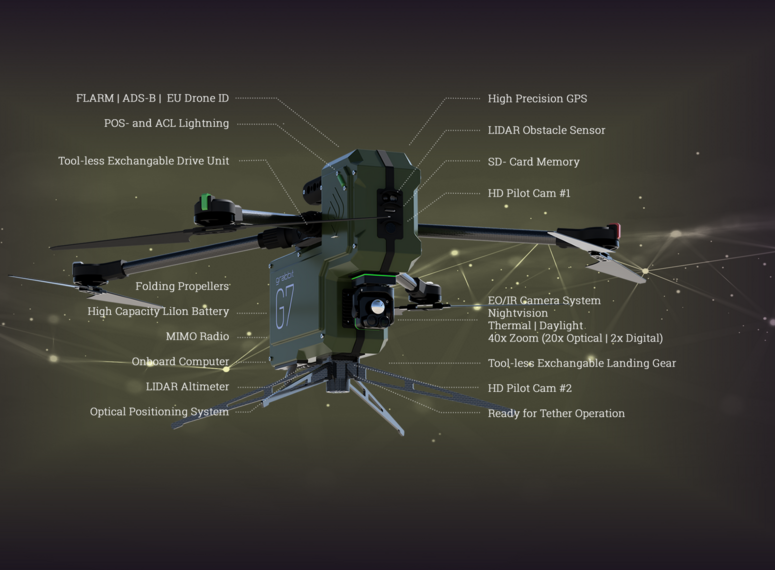 FLARM | ADS-B | EU Drone ID
POS- and ACL Lightning
Tool-less Exchangable Drive Unit
Folding Propellers
High Capacity LiIon Battery
MIMO Radio
Onboard Computer
LIDAR Altimeter
Optical Positioning System
High Precision GPS
LIDAR Obstacle Sensor
SD- Card Memory
HD Pilot Cam #1
EO/IR Camera System
Nightvision
Thermal | Daylight
40x Zoom (20x Optical | 2x Digital)
Tool-less Exchangable Landing Gear
HD Pilot Cam #2
Ready for Tether Operation
G7